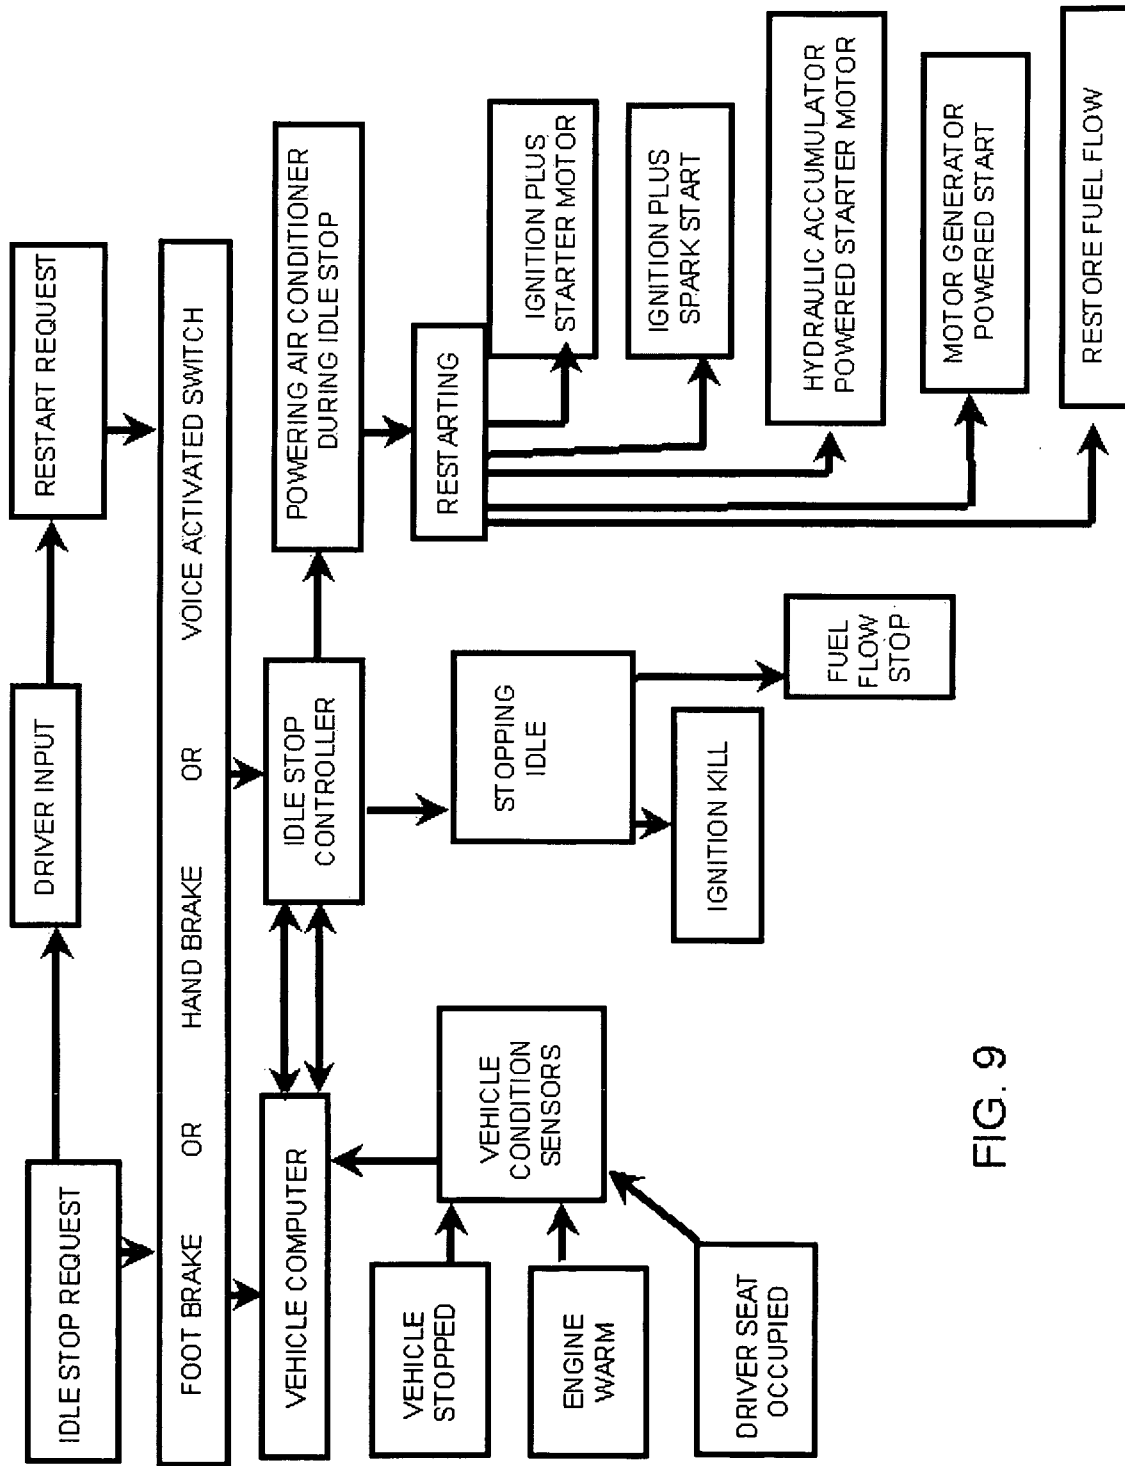 IDLE STOP REQUEST
DRIVER INPUT
RESTART REQUEST
FOOT BRAKE OR HAND BRAKE OR VOICE ACTIVATED SWITCH
VEHICLE COMPUTER
IDLE STOP
CONTROLLER
POWERING AIR CONDITIONER
DURING IDLE STOP
VEHICLE
STOPPED
ENGINE
WARM
DRIVER SEAT
OCCUPIED
VEHICLE
CONDITION
SENSORS
STOPPING
IDLE
IGNITION KILL
FUEL
FLOW
STOP
RESTARTING
IGNITION PLUS
STARTER MOTOR
IGNITION PLUS
SPARK START
HYDRAULIC ACCUMULATOR
POWERED STARTER MOTOR
MOTOR GENERATOR
POWERED START
RESTORE FUEL FLOW
FIG. 9